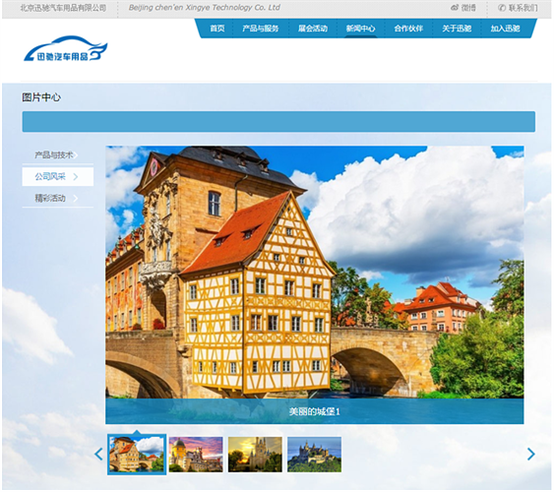 北京迅驰汽车用品有限公司 Beijing chen'en Xingye Technology Co. Ltd 微博 联系我们
迅驰汽车用品
首页 产品与服务 展会活动 新闻中心 合作伙伴 关于迅驰 加入迅驰
图片中心
产品与技术
公司风采
精彩活动
美丽的城堡1